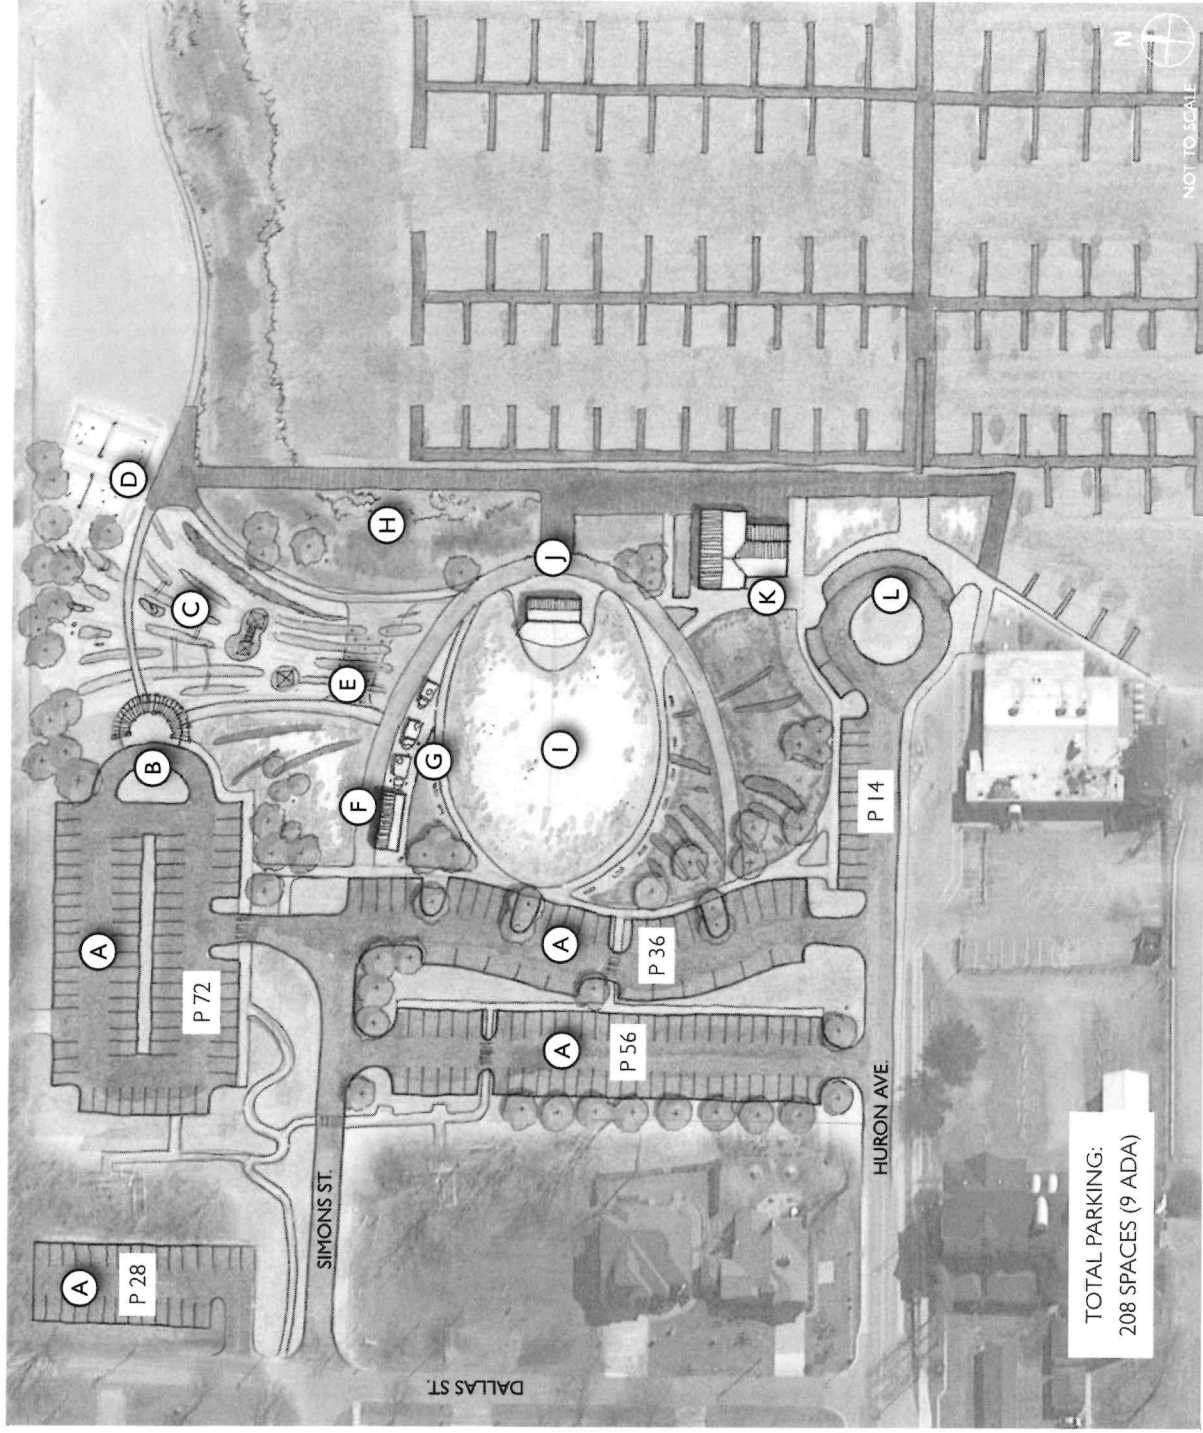 N
NOT TO SCALE
D
H
J
C
K
L
E
I
B
G
F
P 14
A
A
P 36
P 72
A
P 56
HURON AVE.
SIMONS ST.
A
P 28
TOTAL PARKING:
208 SPACES (9 ADA)
DALLAS ST.